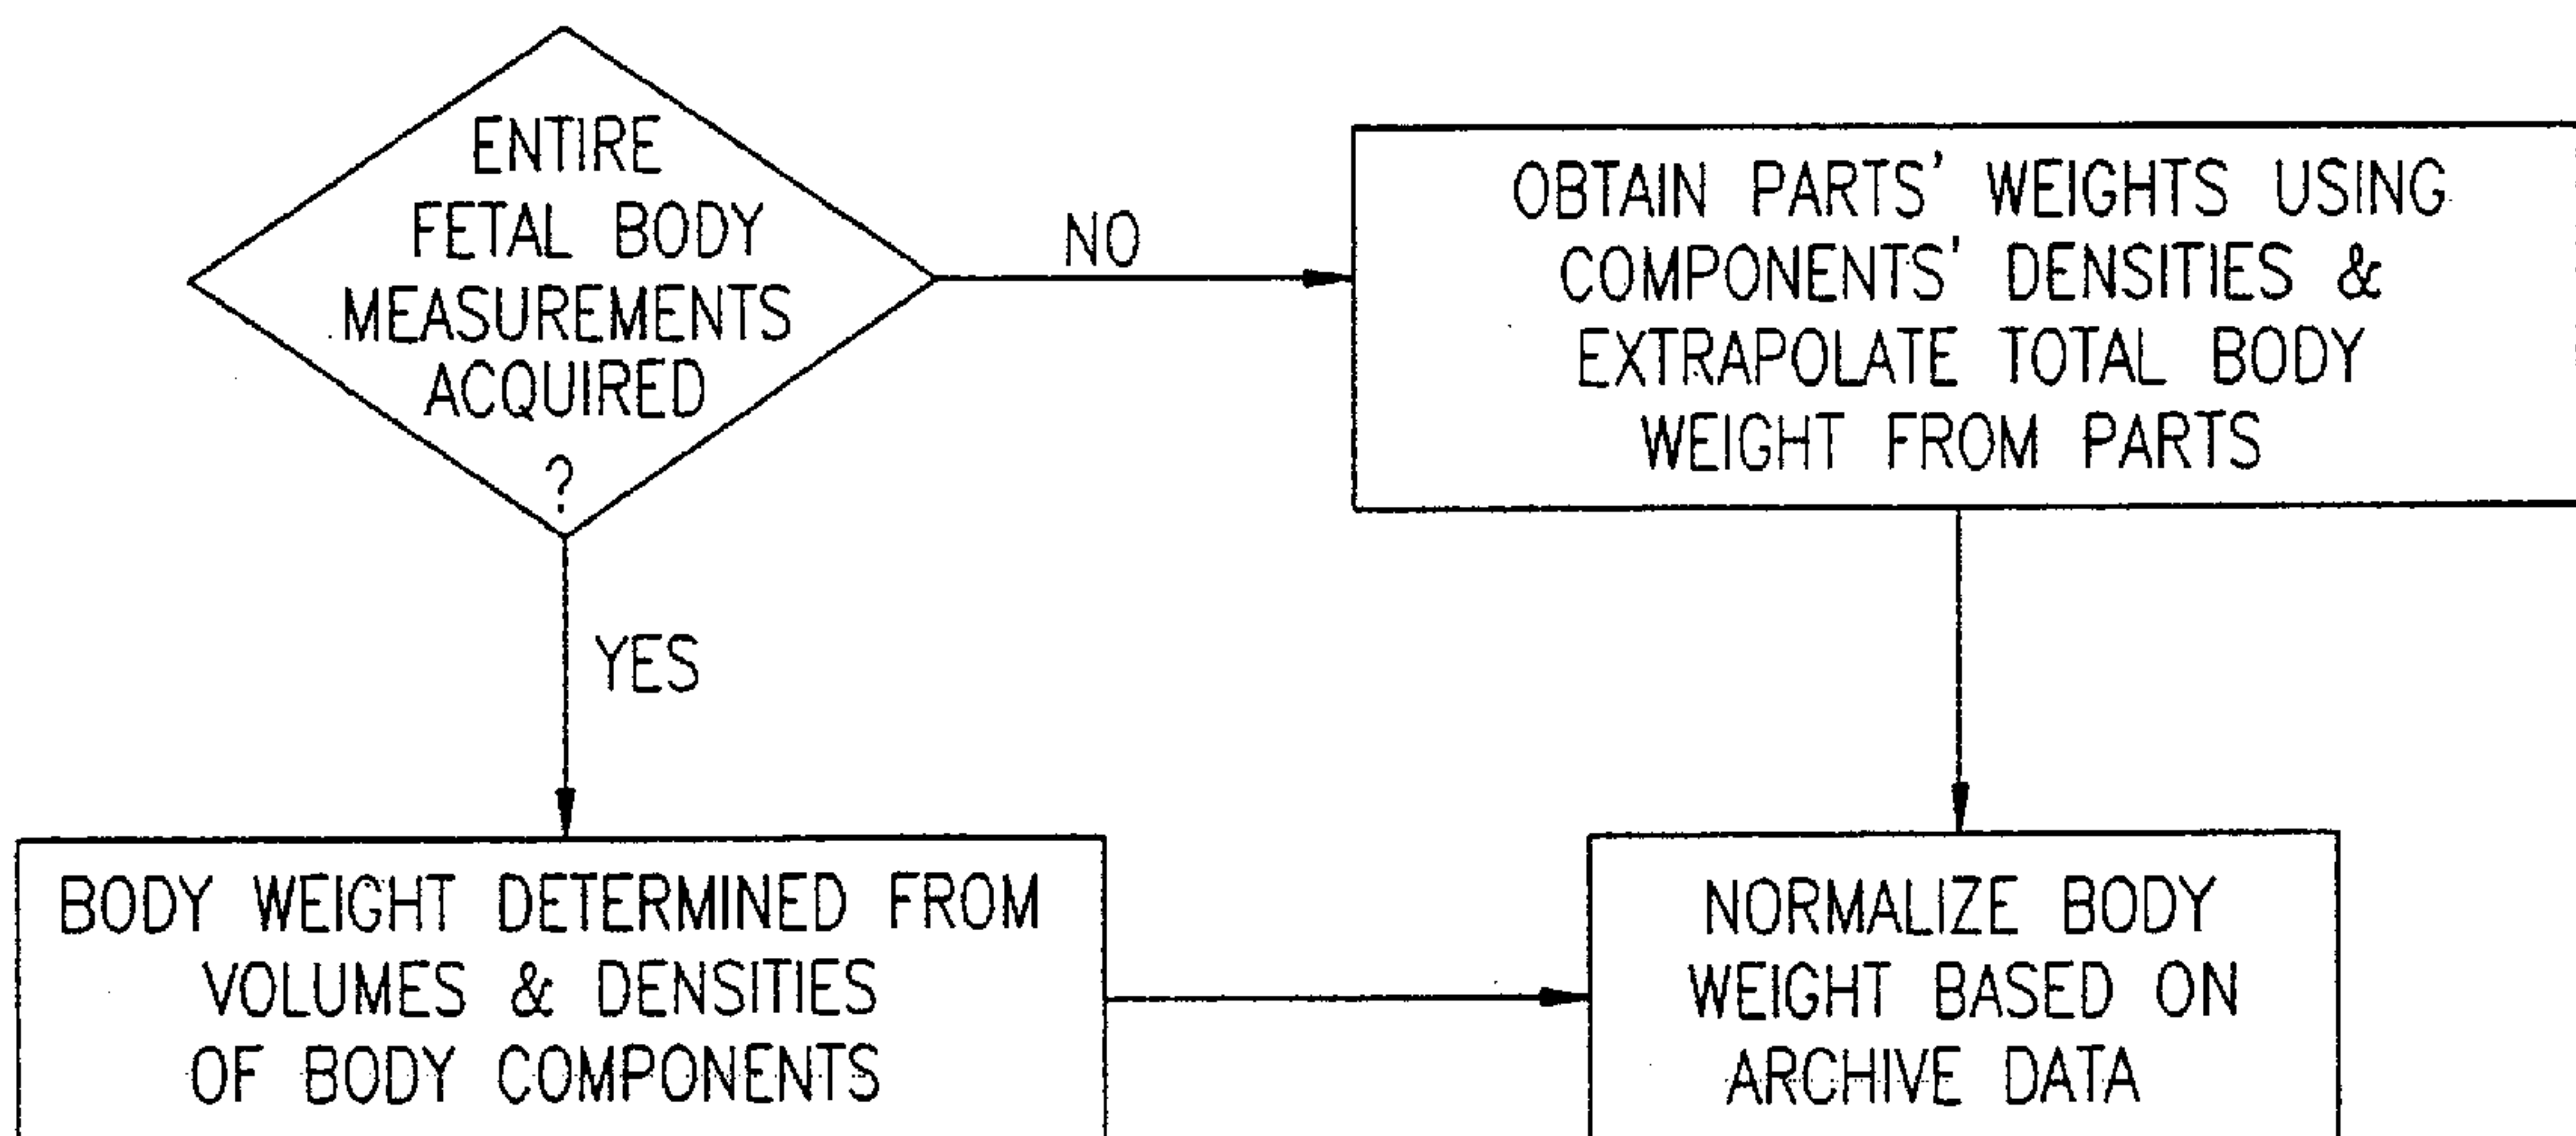 ENTIRE
FETAL BODY
MEASUREMENTS
ACQUIRED
?
NO
OBTAIN PARTS' WEIGHTS USING
COMPONENTS' DENSITIES &
EXTRAPOLATE TOTAL BODY
WEIGHT FROM PARTS
YES
BODY WEIGHT DETERMINED FROM
VOLUMES & DENSITIES
OF BODY COMPONENTS
NORMALIZE BODY
WEIGHT BASED ON
ARCHIVE DATA